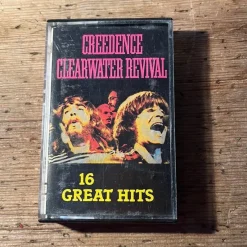 CREEDENCE
CLEARWATER REVIVAL
16
GREAT HITS